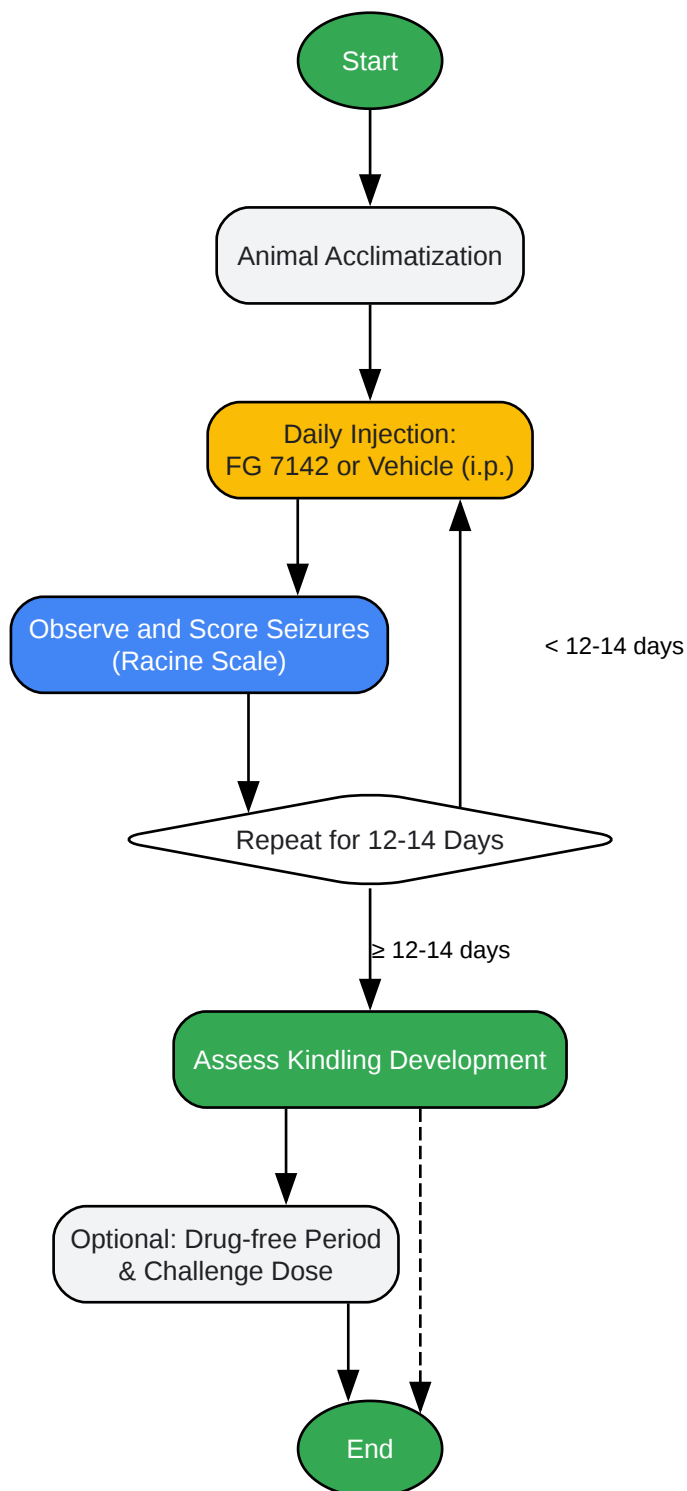 Start
Animal Acclimatization
Daily Injection:
FG 7142 or Vehicle (i.p.)
Observe and Score Seizures
(Racine Scale)
< 12-14 days
Repeat for 12-14 Days
≥ 12-14 days
Assess Kindling Development
Optional: Drug-free Period
& Challenge Dose
End